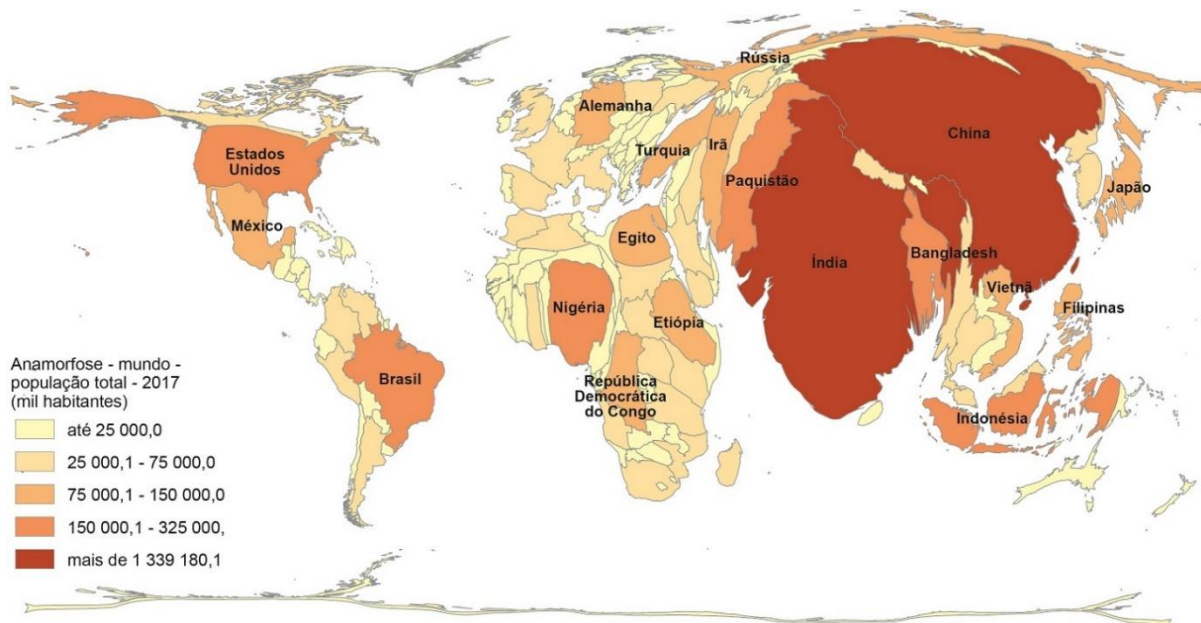 Rússia
Alemanha
China
Estados
Unidos
Turquia
Irã
Paquistão
Japão
México
Egito
Índia
Bangladesh
Vietnã
Nigéria
Etiópia
Filipinas
Brasil
República
Democrática
do Congo
Indonésia
Anamorfose - mundo -
população total - 2017
(mil habitantes)
até 25 000,0
25 000,1 - 75 000,0
75 000,1 - 150 000,0
150 000,1 - 325 000,
mais de 1 339 180,1